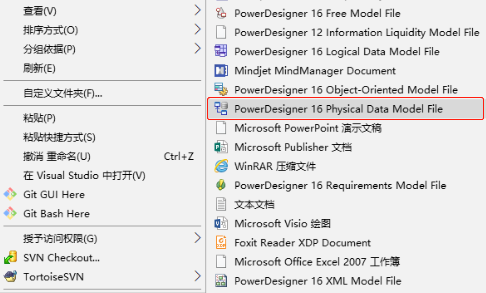 查看(V)
排序方式(O)
分组依据(P)
刷新(E)
自定义文件夹(F)...
粘贴(P)
粘贴快捷方式(S)
撤消 重命名(U) Ctrl+Z
在 Visual Studio 中打开(V)
Git GUI Here
Git Bash Here
授予访问权限(G)
SVN Checkout...
TortoiseSVN
PowerDesigner 16 Free Model File
PowerDesigner 12 Information Liquidity Model File
PowerDesigner 16 Logical Data Model File
Mindjet MindManager Document
PowerDesigner 16 Object-Oriented Model File
PowerDesigner 16 Physical Data Model File
Microsoft PowerPoint 演示文稿
Microsoft Publisher 文档
WinRAR 压缩文件
PowerDesigner 16 Requirements Model File
文本文档
Microsoft Visio 绘图
Foxit Reader XDP Document
Microsoft Office Excel 2007 工作簿
PowerDesigner 16 XML Model File